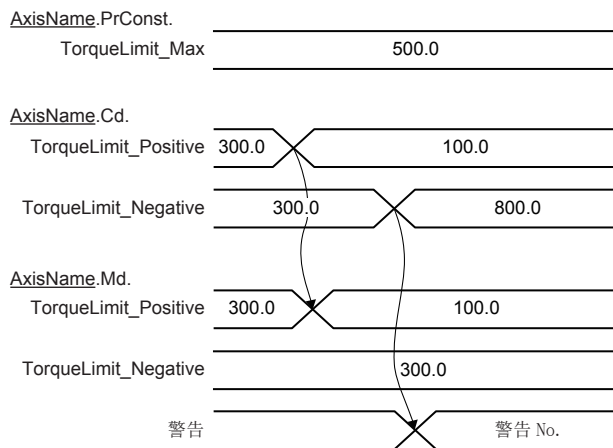 AxisName.PrConst.
TorqueLimit_Max 500.0
AxisName.Cd.
TorqueLimit_Positive 300.0 100.0
TorqueLimit_Negative 300.0 800.0
AxisName.Md.
TorqueLimit_Positive 300.0 100.0
TorqueLimit_Negative 300.0
警告 警告 No.